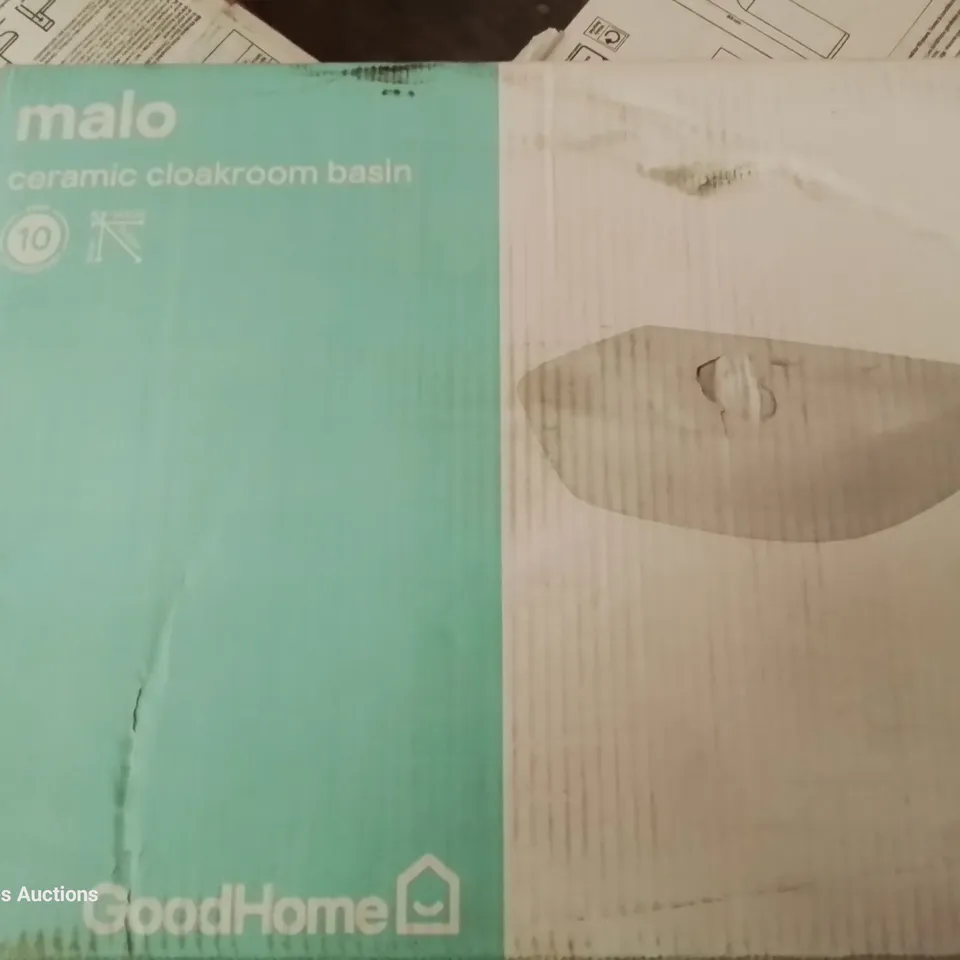 malo
ceramic cloakroom basin
10
GoodHome
s Auctions